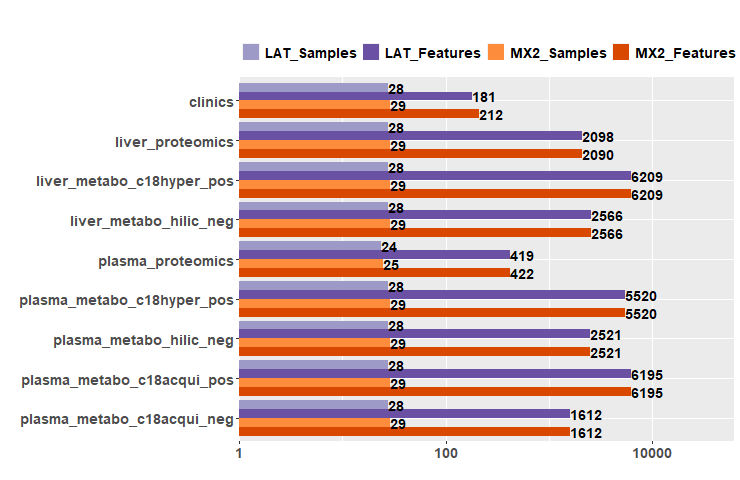 LAT_Samples LAT_Features MX2_Samples MX2_Features
clinics 28 181 29 212
liver_proteomics 28 2098 29 2090
liver_metabo_c18hyper_pos 28 6209 29 6209
liver_metabo_hilic_neg 28 2566 29 2566
plasma_proteomics 24 419 25 422
plasma_metabo_c18hyper_pos 28 5520 29 5520
plasma_metabo_hilic_neg 28 2521 29 2521
plasma_metabo_c18acqui_pos 28 6195 29 6195
plasma_metabo_c18acqui_neg 28 1612 29 1612
1 100 10000